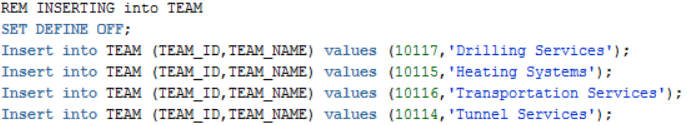 REM INSERTING into TEAM
SET DEFINE OFF;
Insert into TEAM (TEAM_ID,TEAM_NAME) values (10117,'Drilling Services');
Insert into TEAM (TEAM_ID,TEAM_NAME) values (10115,'Heating Systems');
Insert into TEAM (TEAM_ID,TEAM_NAME) values (10116,'Transportation Services');
Insert into TEAM (TEAM_ID,TEAM_NAME) values (10114,'Tunnel Services');